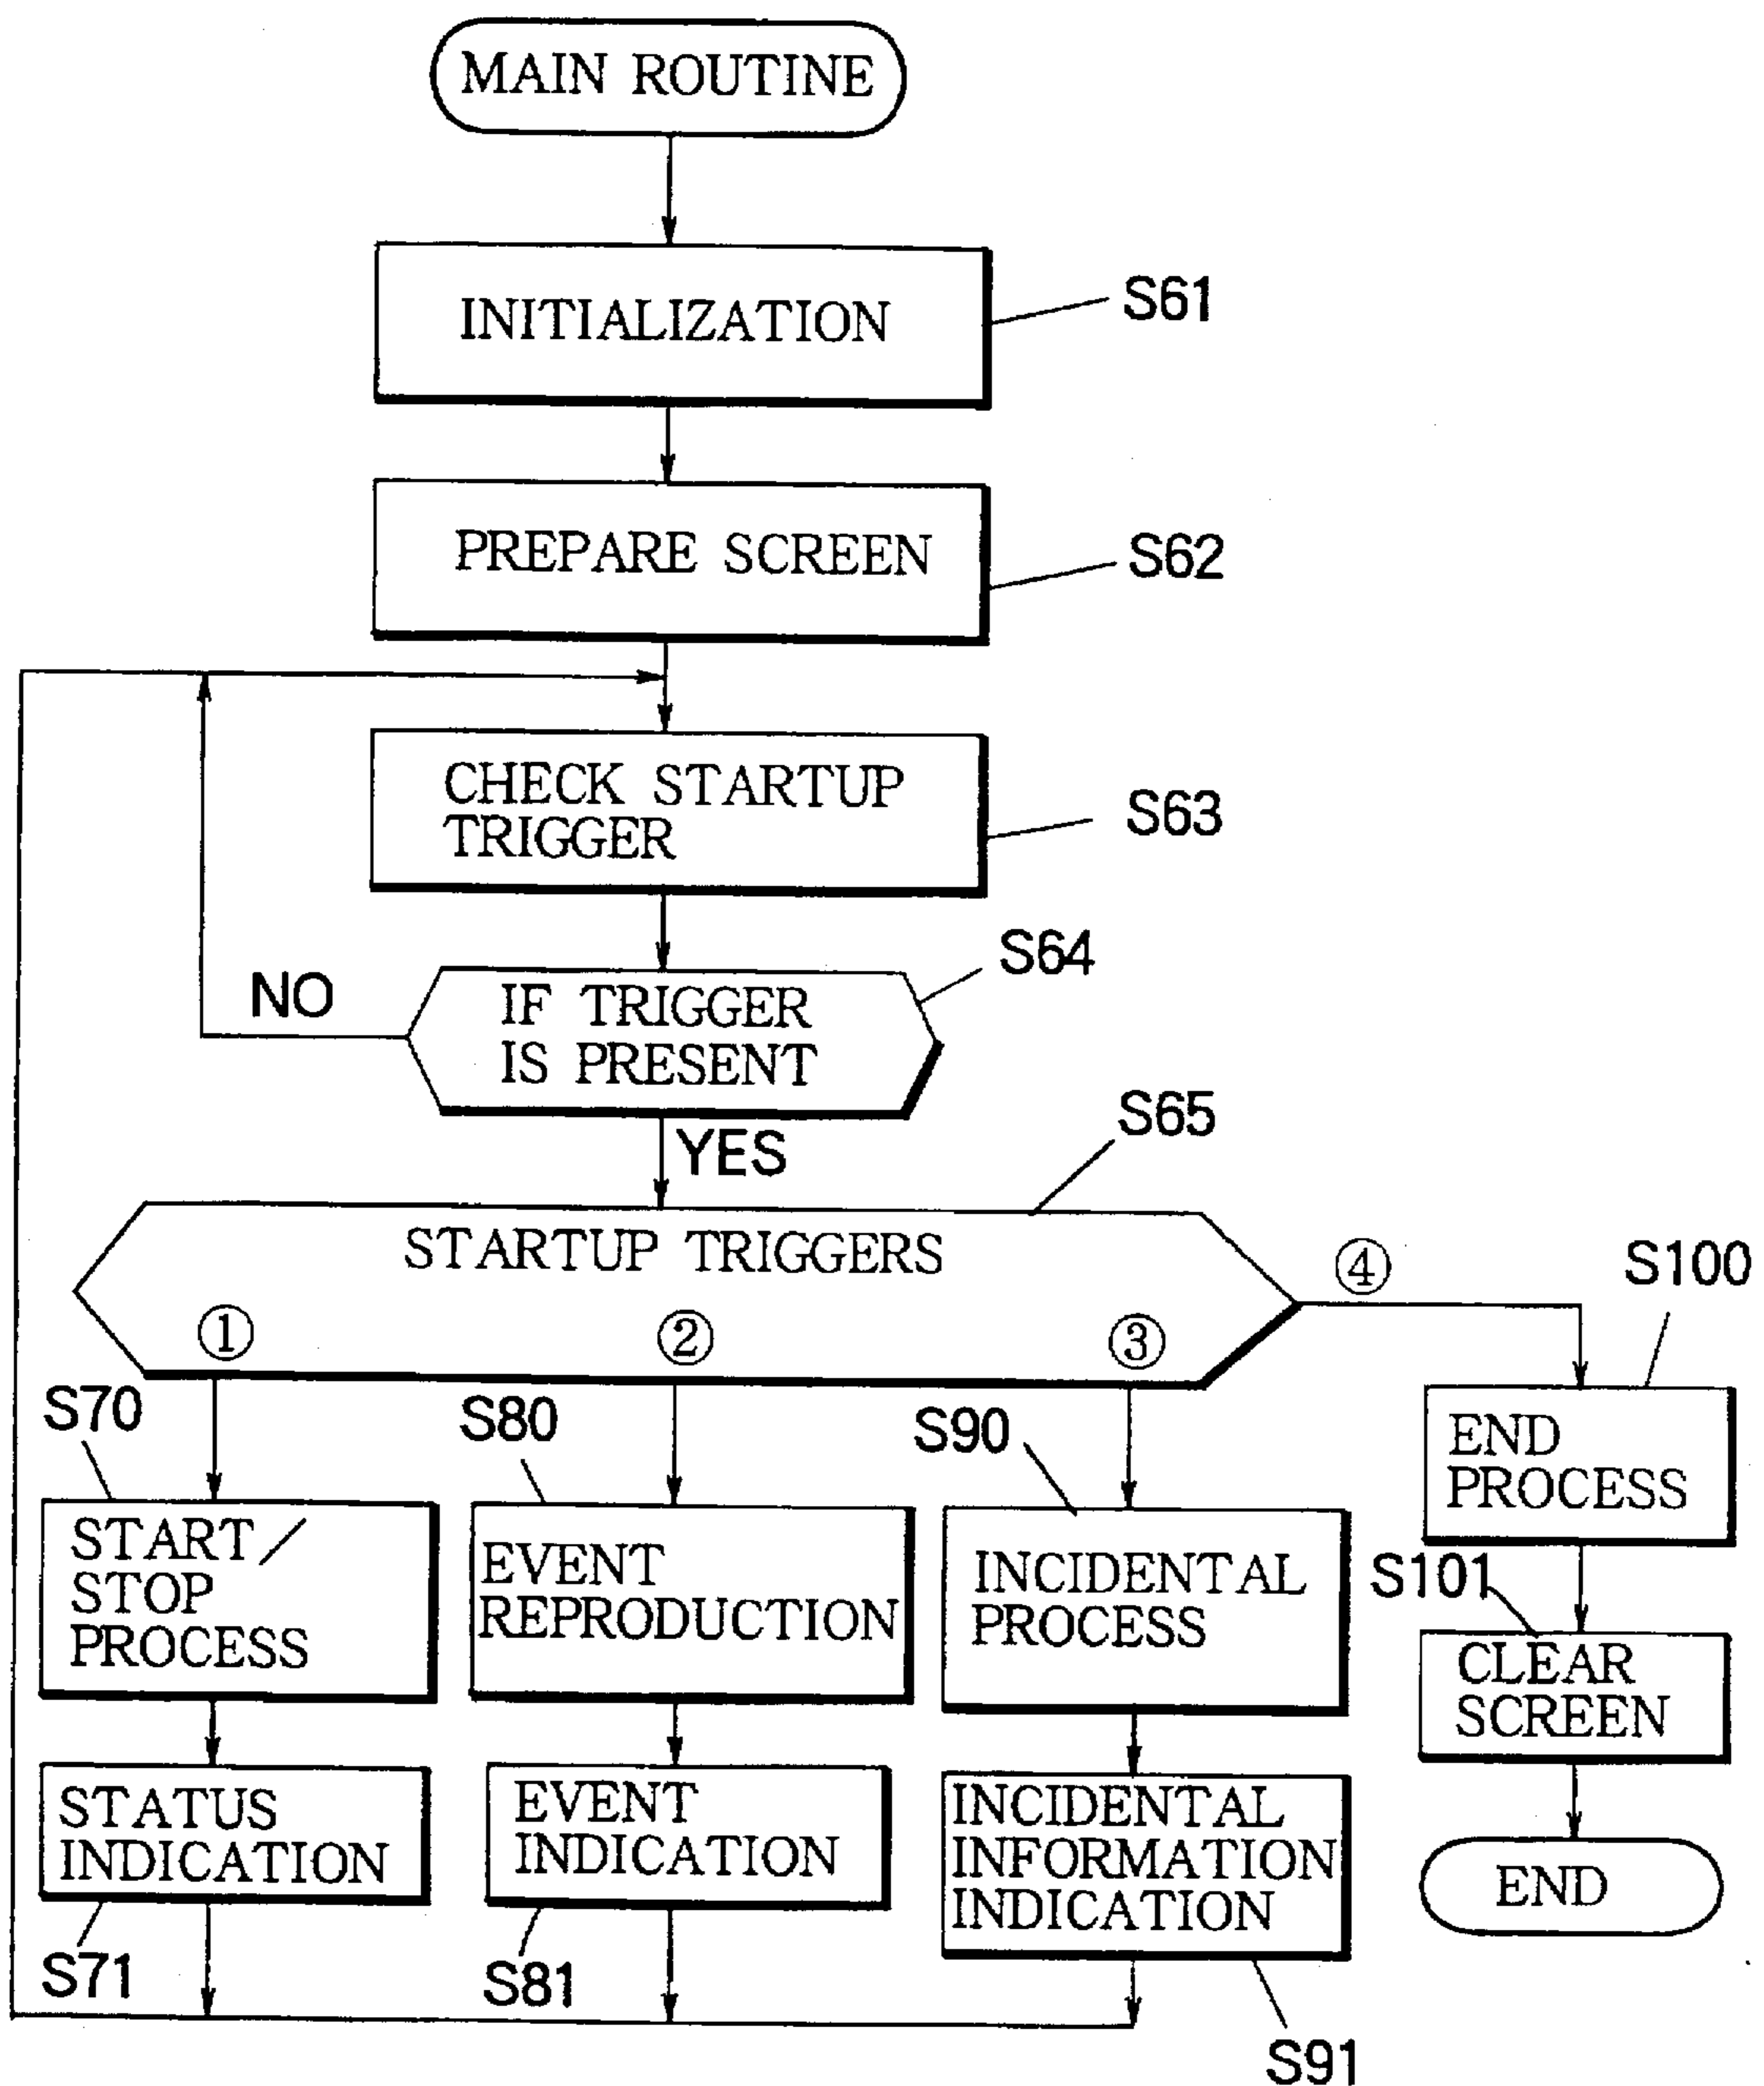 MAIN ROUTINE
INITIALIZATION
S61
PREPARE SCREEN
S62
CHECK STARTUP
TRIGGER
S63
S64
NO
IF TRIGGER
IS PRESENT
YES
S65
STARTUP TRIGGERS
①
②
③
④
S100
S70
S80
S90
END
PROCESS
START/
STOP
PROCESS
EVENT
REPRODUCTION
INCIDENTAL
PROCESS
S101
CLEAR
SCREEN
STATUS
INDICATION
EVENT
INDICATION
INCIDENTAL
INFORMATION
INDICATION
END
S71
S81
S91